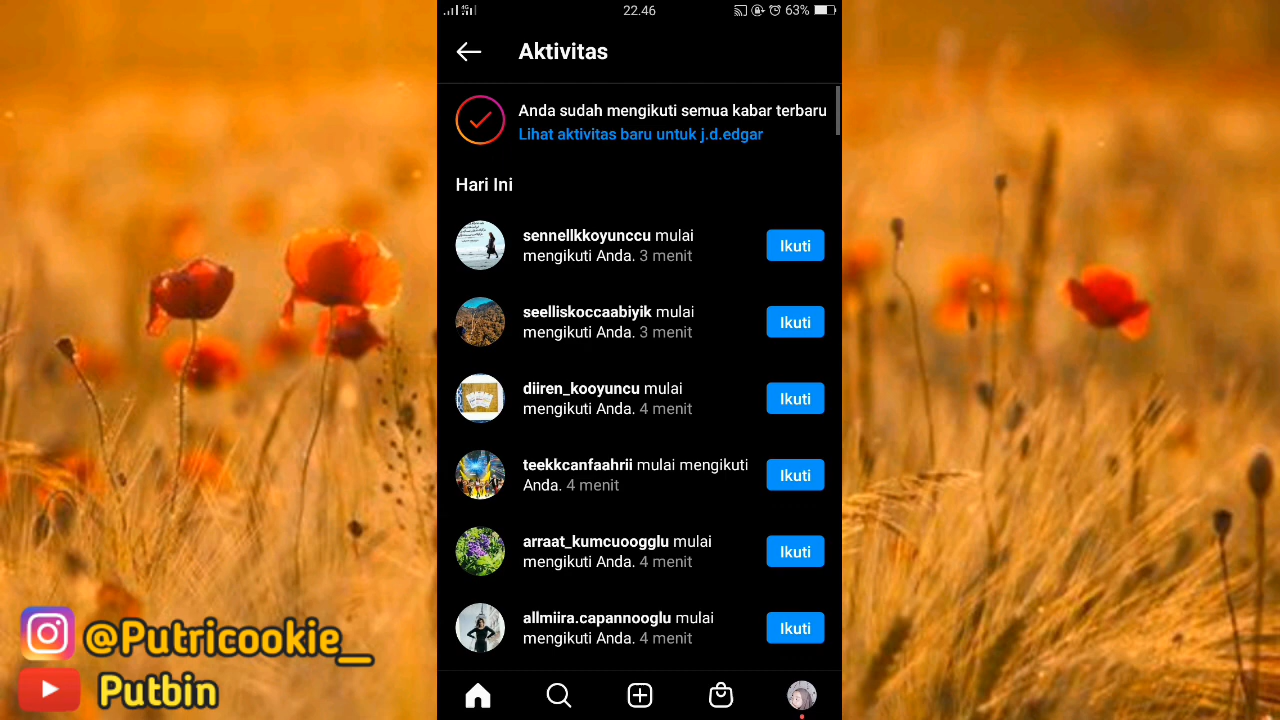 4G
22.46
63%
Aktivitas
Anda sudah mengikuti semua kabar terbaru
Lihat aktivitas baru untuk j.d.edgar
Hari Ini
sennellkkoyunccu mulai
mengikuti Anda. 3 menit
Ikuti
seelliskoccaabiyik mulai
mengikuti Anda. 3 menit
Ikuti
diiren_kooyuncu mulai
mengikuti Anda. 4 menit
Ikuti
teekkcanfaahrii mulai mengikuti
Anda. 4 menit
Ikuti
arraat_kumcuoogglu mulai
mengikuti Anda. 4 menit
Ikuti
allmiira.capannooglu mulai
mengikuti Anda. 4 menit
Ikuti
@Putricookie__
Putbin